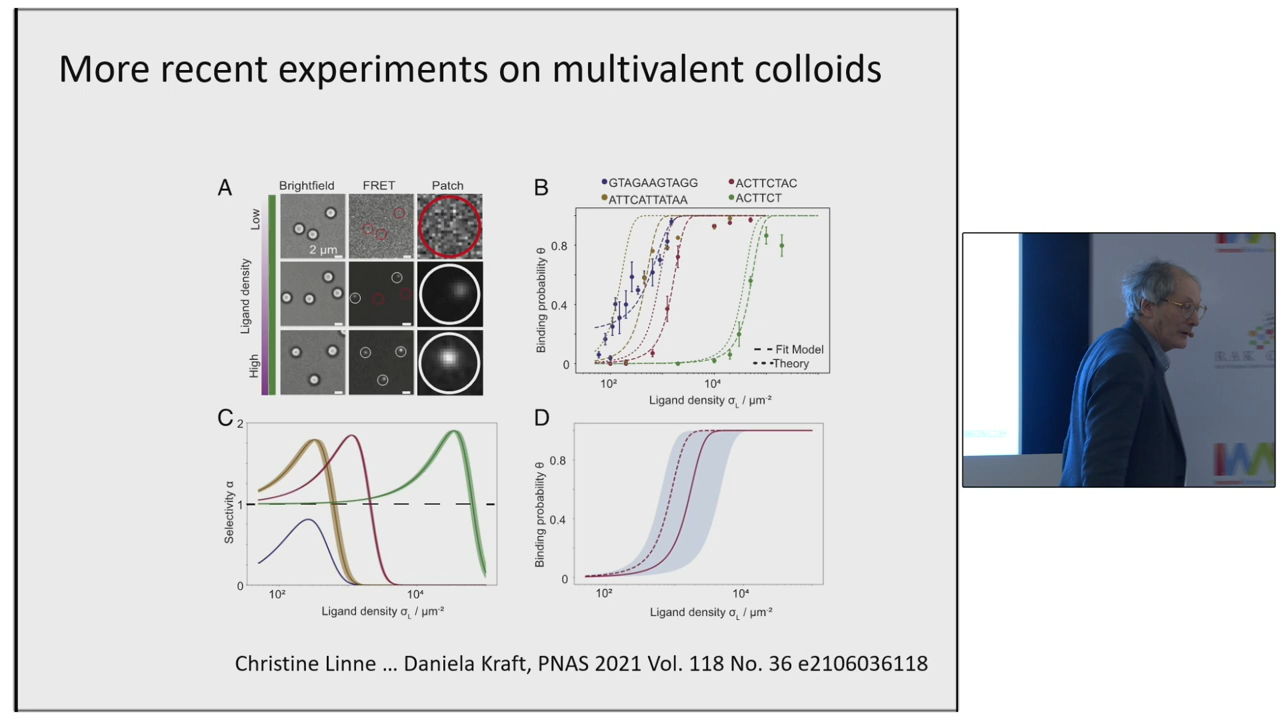 More recent experiments on multivalent colloids
A
Brightfield
FRET
Patch
Low
Ligand density
High
2 µm
B
GTAGAAGTAGG
ACTTCTAC
ATTCATTATAA
ACTTCT
Binding probability θ
0.8
0.4
0
Fit Model
Theory
10²
10⁴
Ligand density σL / µm⁻²
C
2
1
0
Selectivity α
10²
10⁴
Ligand density σL / µm⁻²
D
Binding probability θ
0.8
0.4
0
10²
10⁴
Ligand density σL / µm⁻²
Christine Linne ... Daniela Kraft, PNAS 2021 Vol. 118 No. 36 e2106036118